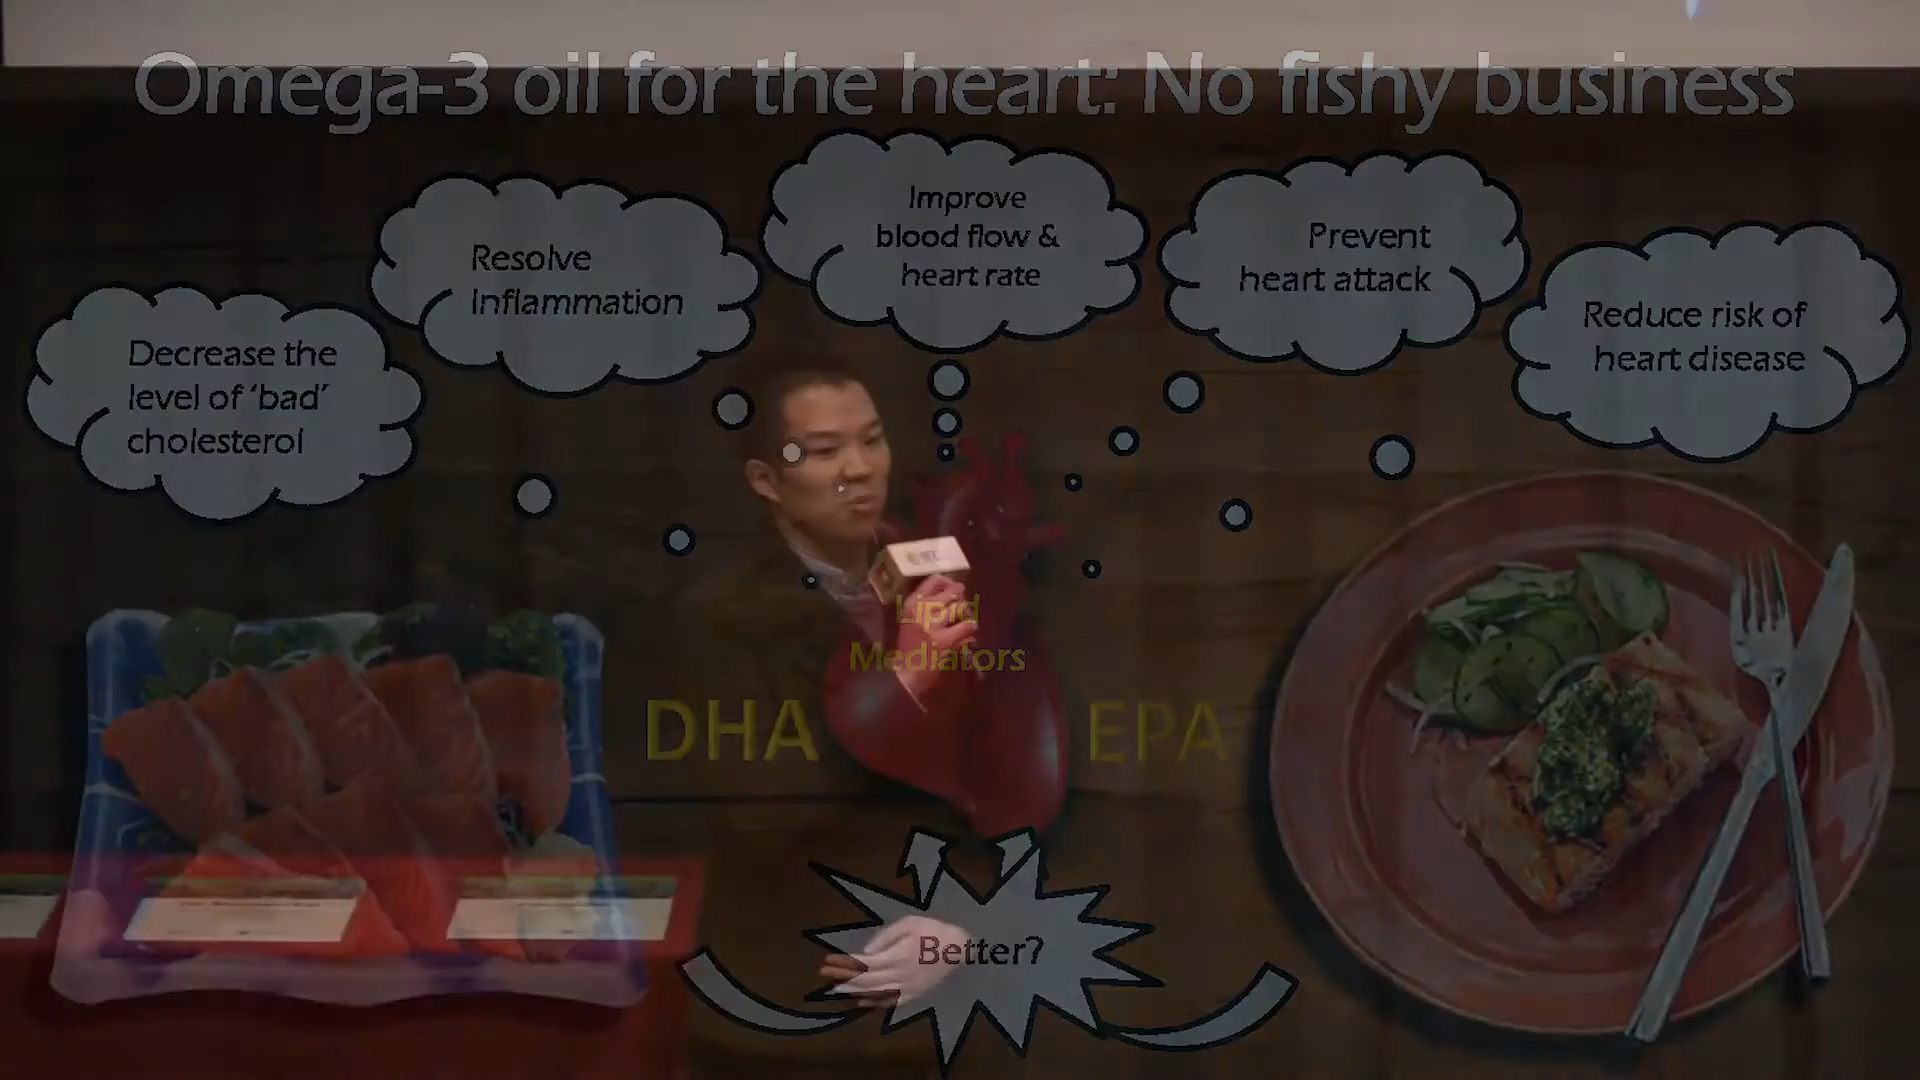 Omega-3 oil for the heart: No fishy business
Decrease the
level of ‘bad’
cholesterol
Resolve
Inflammation
Improve
blood flow &
heart rate
Prevent
heart attack
Reduce risk of
heart disease
Lipid
Mediators
DHA
EPA
Better?